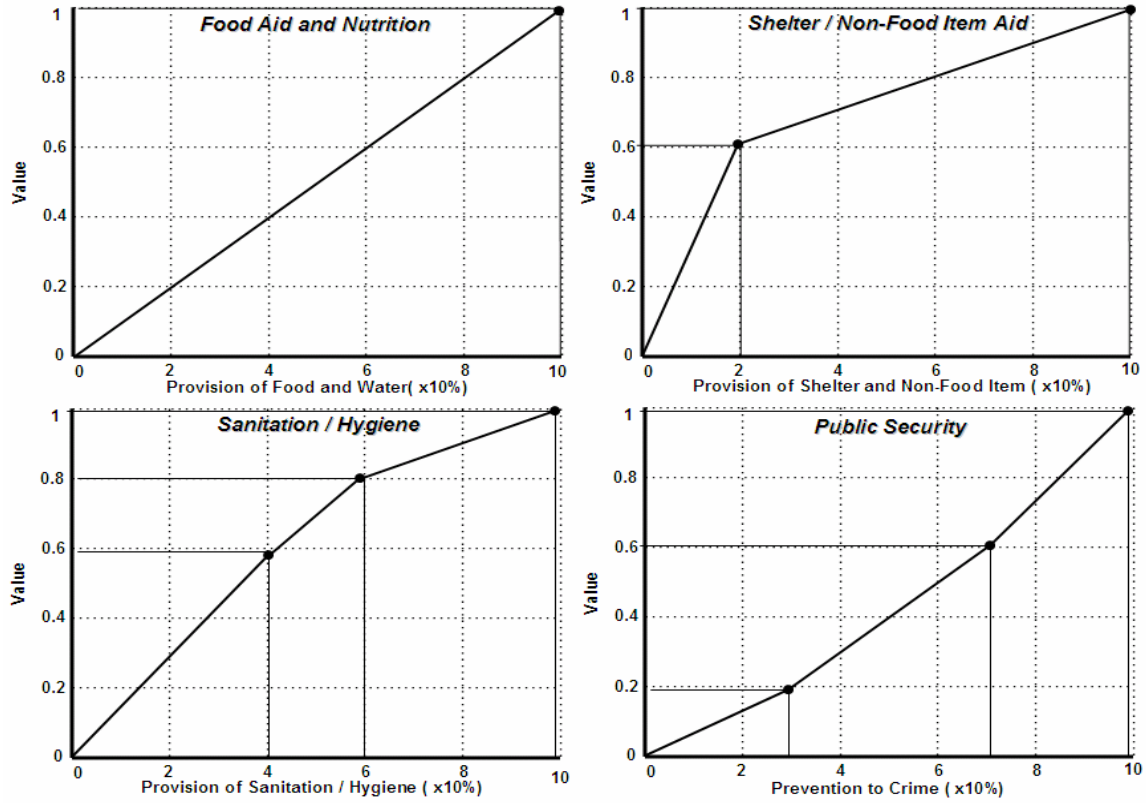 Food Aid and Nutrition
1
0.8
0.6
0.4
0.2
0
Value
0 2 4 6 8 10
Provision of Food and Water( x10%)
Shelter / Non-Food Item Aid
1
0.8
0.6
0.4
0.2
0
Value
0 2 4 6 8 10
Provision of Shelter and Non-Food Item ( x10%)
Sanitation / Hygiene
1
0.8
0.6
0.4
0.2
0
Value
0 2 4 6 8 10
Provision of Sanitation / Hygiene ( x10%)
Public Security
1
0.8
0.6
0.4
0.2
0
Value
0 2 4 6 8 10
Prevention to Crime ( x10%)